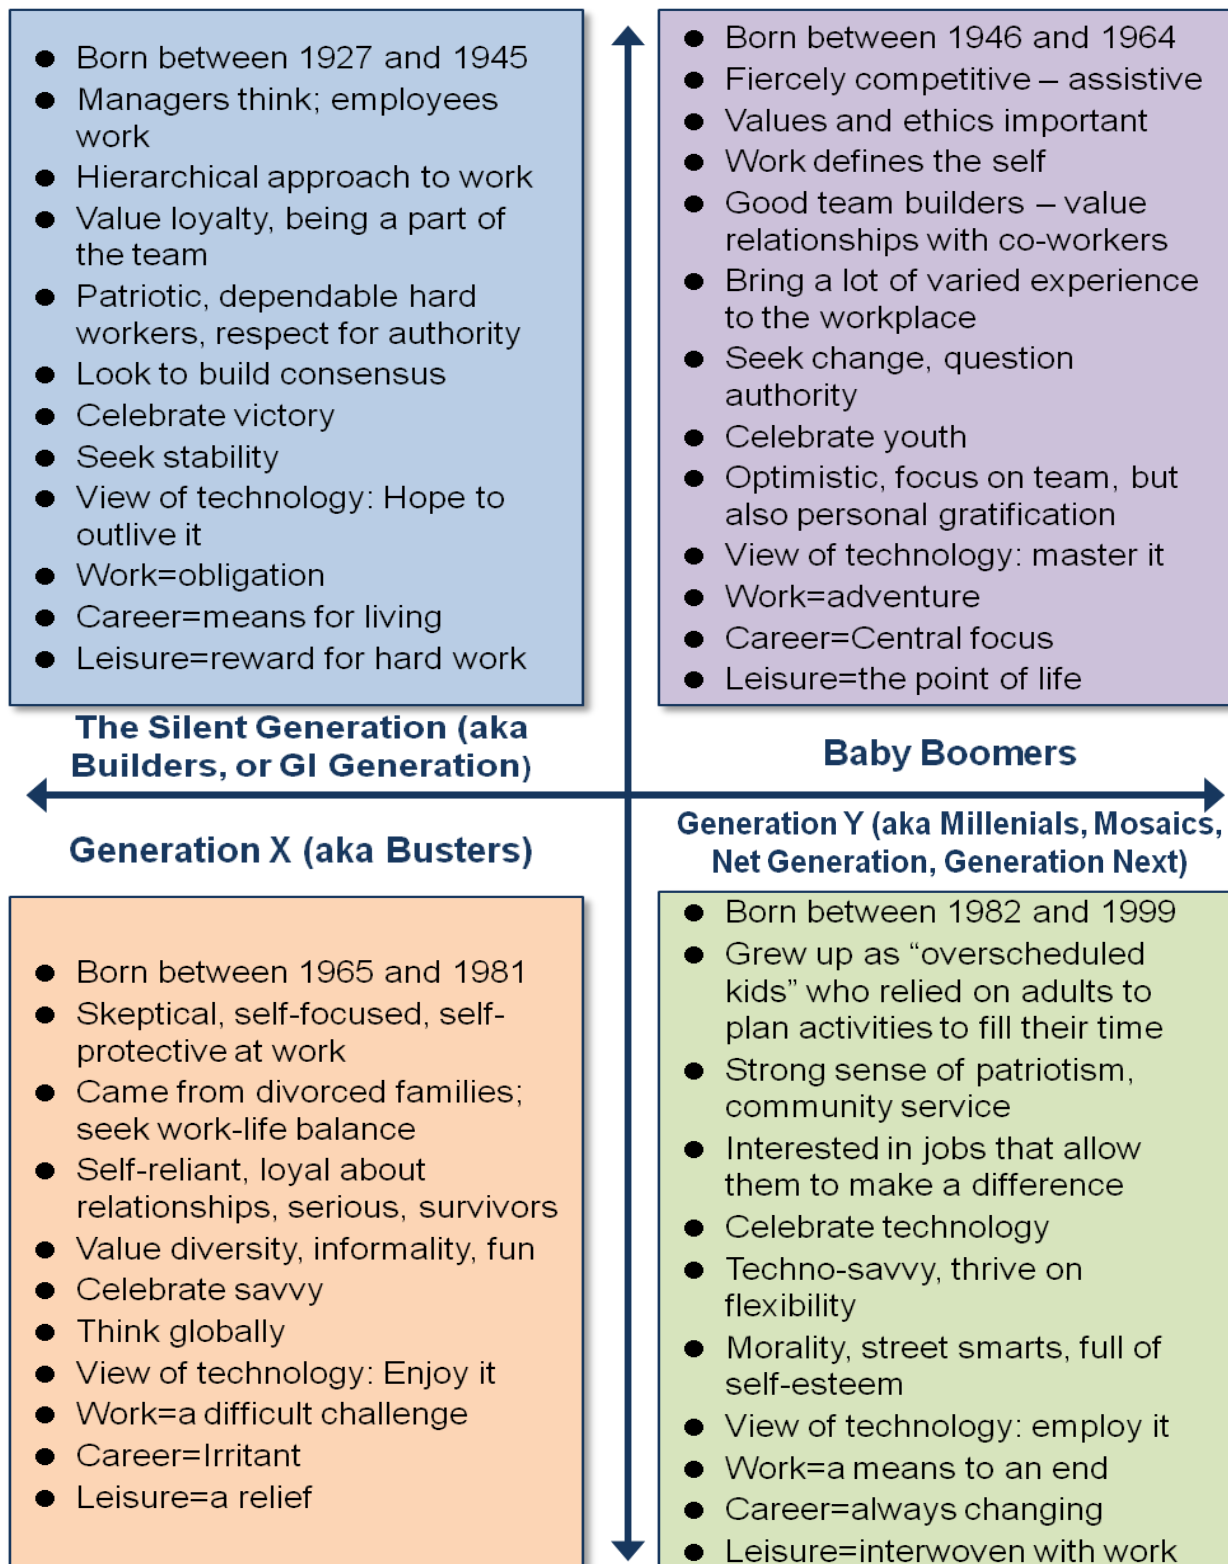 ● Born between 1927 and 1945
● Managers think; employees
work
● Hierarchical approach to work
● Value loyalty, being a part of
the team
● Patriotic, dependable hard
workers, respect for authority
● Look to build consensus
● Celebrate victory
● Seek stability
● View of technology: Hope to
outlive it
● Work=obligation
● Career=means for living
● Leisure=reward for hard work
The Silent Generation (aka
Builders, or GI Generation)
● Born between 1946 and 1964
● Fiercely competitive – assistive
● Values and ethics important
● Work defines the self
● Good team builders – value
relationships with co-workers
● Bring a lot of varied experience
to the workplace
● Seek change, question
authority
● Celebrate youth
● Optimistic, focus on team, but
also personal gratification
● View of technology: master it
● Work=adventure
● Career=Central focus
● Leisure=the point of life
Baby Boomers
Generation X (aka Busters)
● Born between 1965 and 1981
● Skeptical, self-focused, self-
protective at work
● Came from divorced families;
seek work-life balance
● Self-reliant, loyal about
relationships, serious, survivors
● Value diversity, informality, fun
● Celebrate savvy
● Think globally
● View of technology: Enjoy it
● Work=a difficult challenge
● Career=Irritant
● Leisure=a relief
Generation Y (aka Millenials, Mosaics,
Net Generation, Generation Next)
● Born between 1982 and 1999
● Grew up as “overscheduled
kids” who relied on adults to
plan activities to fill their time
● Strong sense of patriotism,
community service
● Interested in jobs that allow
them to make a difference
● Celebrate technology
● Techno-savvy, thrive on
flexibility
● Morality, street smarts, full of
self-esteem
● View of technology: employ it
● Work=a means to an end
● Career=always changing
● Leisure=interwoven with work